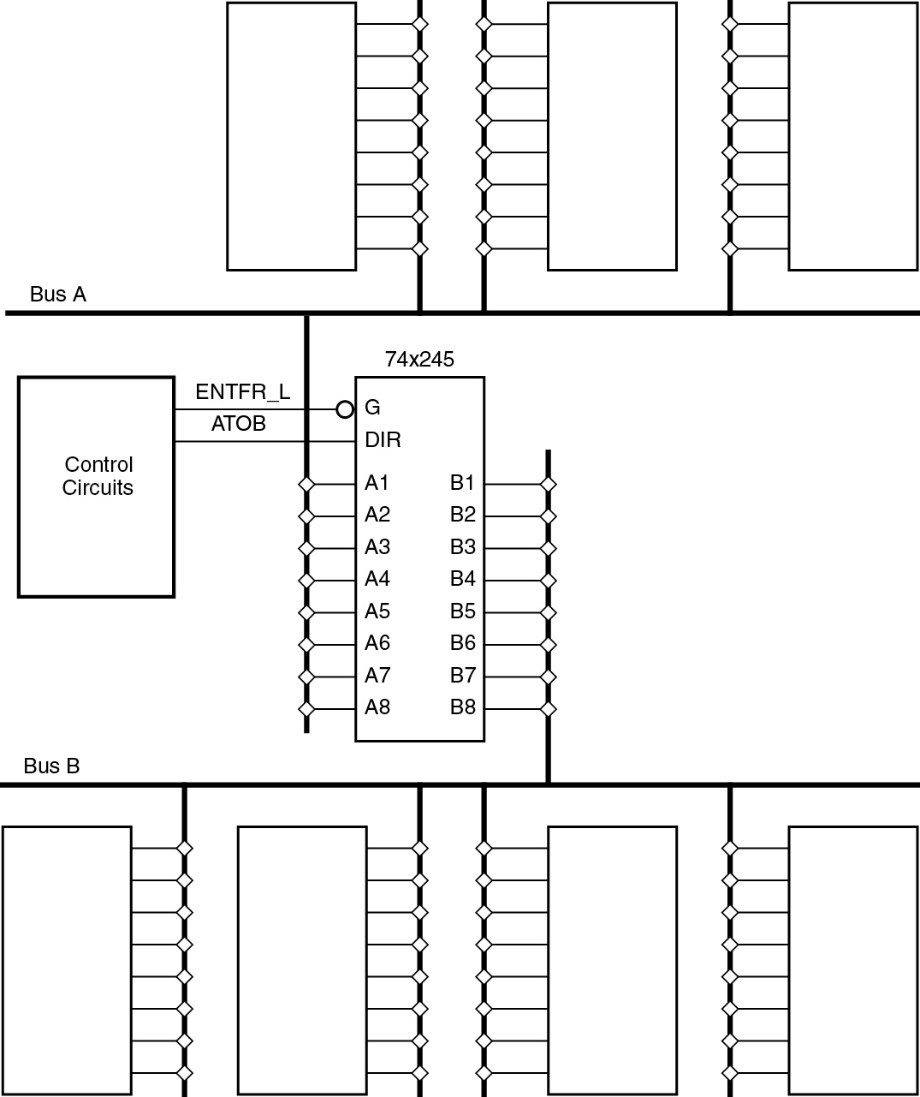 Bus A
74x245
ENTFR_L
G
ATOB
DIR
Control
Circuits
A1 B1
A2 B2
A3 B3
A4 B4
A5 B5
A6 B6
A7 B7
A8 B8
Bus B